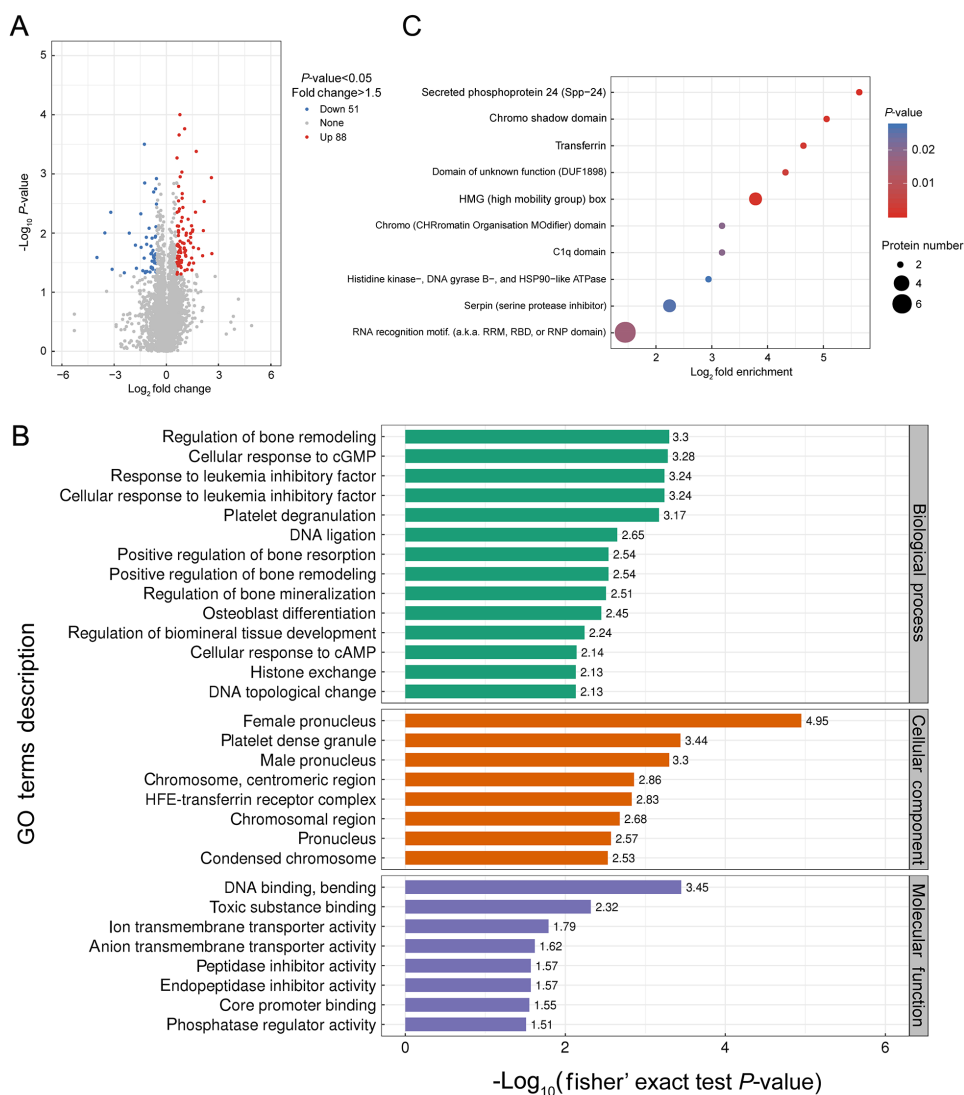 A
5
4
3
2
1
0
-Log10 P-value
-6
-3
0
3
6
Log2 fold change
P-value<0.05
Fold change>1.5
Down 51
None
Up 88
C
Secreted phosphoprotein 24 (Spp-24)
Chromo shadow domain
Transferrin
Domain of unknown function (DUF1898)
HMG (high mobility group) box
Chromo (CHRromatin Organisation MOdifier) domain
C1q domain
Histidine kinase−, DNA gyrase B−, and HSP90−like ATPase
Serpin (serine protease inhibitor)
RNA recognition motif. (a.k.a. RRM, RBD, or RNP domain)
2
3
4
5
Log2 fold enrichment
P-value
0.02
0.01
Protein number
2
4
6
B
GO terms description
Regulation of bone remodeling 3.3
Cellular response to cGMP 3.28
Response to leukemia inhibitory factor 3.24
Cellular response to leukemia inhibitory factor 3.24
Platelet degranulation 3.17
DNA ligation 2.65
Positive regulation of bone resorption 2.54
Positive regulation of bone remodeling 2.54
Regulation of bone mineralization 2.51
Osteoblast differentiation 2.45
Regulation of biomineral tissue development 2.24
Cellular response to cAMP 2.14
Histone exchange 2.13
DNA topological change 2.13
Biological process
Female pronucleus 4.95
Platelet dense granule 3.44
Male pronucleus 3.3
Chromosome, centromeric region 2.86
HFE-transferrin receptor complex 2.83
Chromosomal region 2.68
Pronucleus 2.57
Condensed chromosome 2.53
Cellular component
DNA binding, bending 3.45
Toxic substance binding 2.32
Ion transmembrane transporter activity 1.79
Anion transmembrane transporter activity 1.62
Peptidase inhibitor activity 1.57
Endopeptidase inhibitor activity 1.57
Core promoter binding 1.55
Phosphatase regulator activity 1.51
Molecular function
0
2
4
6
-Log10(fisher' exact test P-value)